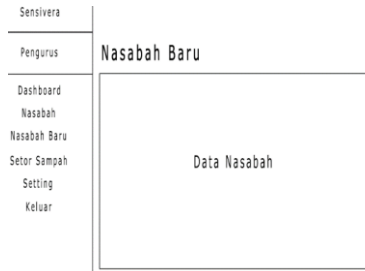 Sensivera
Pengurus
Nasabah Baru
Dashboard
Nasabah
Nasabah Baru
Setor Sampah
Setting
Keluar
Data Nasabah